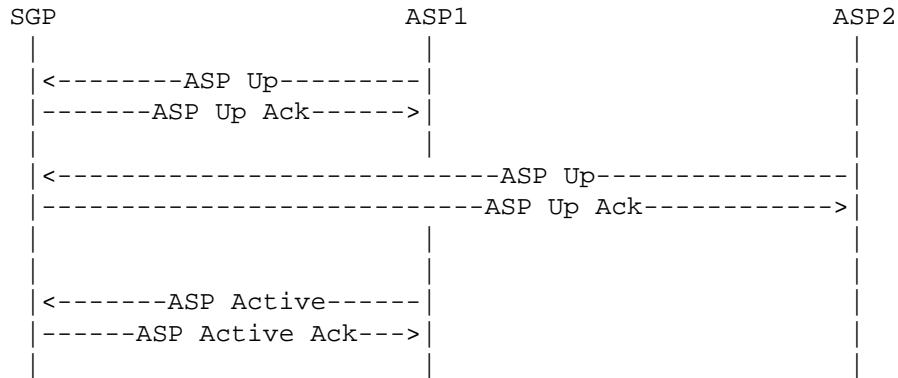 SGP ASP1 ASP2
| | |
|<--------ASP Up---------| |
|-------ASP Up Ack------>| |
| | |
|<----------------------------ASP Up----------------|
|----------------------------ASP Up Ack------------>|
| | |
| | |
|<-------ASP Active------| |
|------ASP Active Ack--->| |
| | |